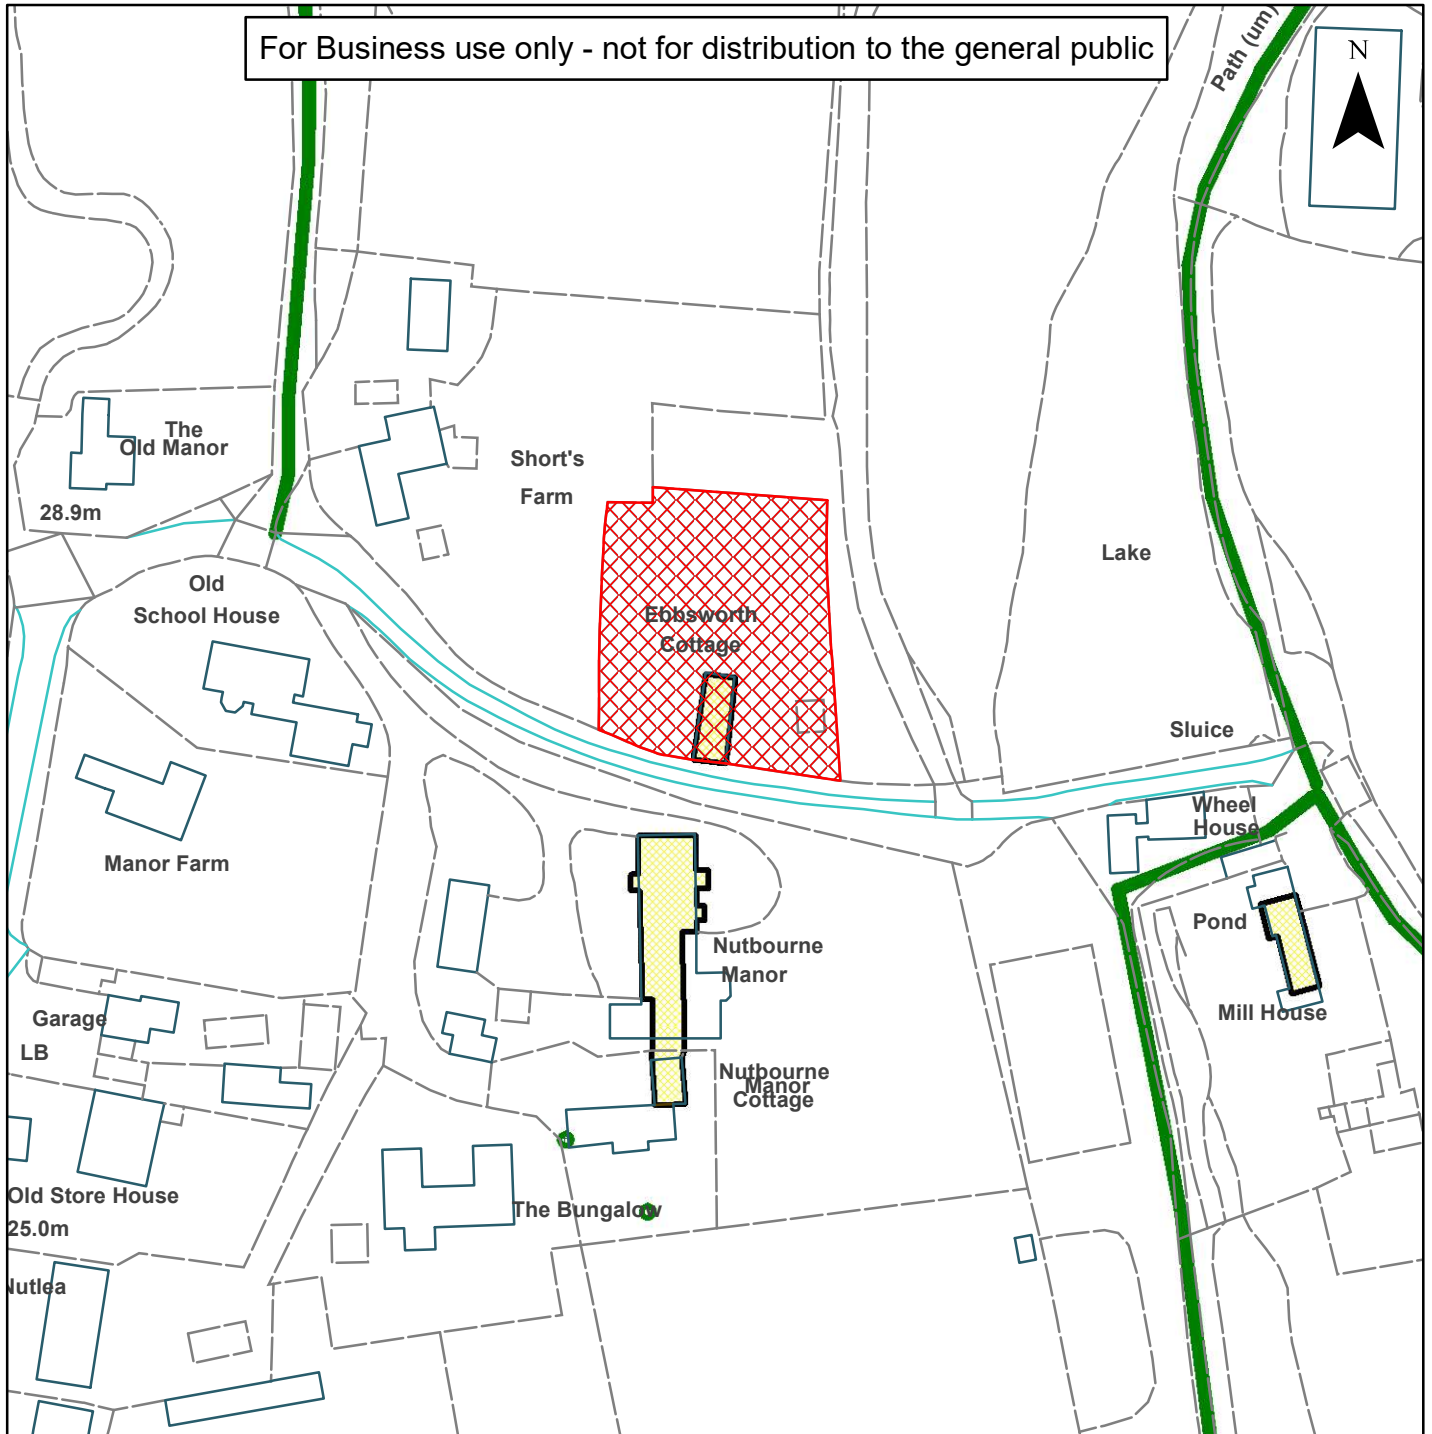 For Business use only - not for distribution to the general public
Path (um)
N
The
Old Manor
28.9m
Short's
Farm
Old
School House
Ebbsworth
Cottage
Lake
Sluice
Wheel
House
Manor Farm
Pond
Nutbourne
Manor
Mill House
Garage
LB
Nutbourne
Manor
Cottage
Old Store House
25.0m
The Bungalow
Nutlea